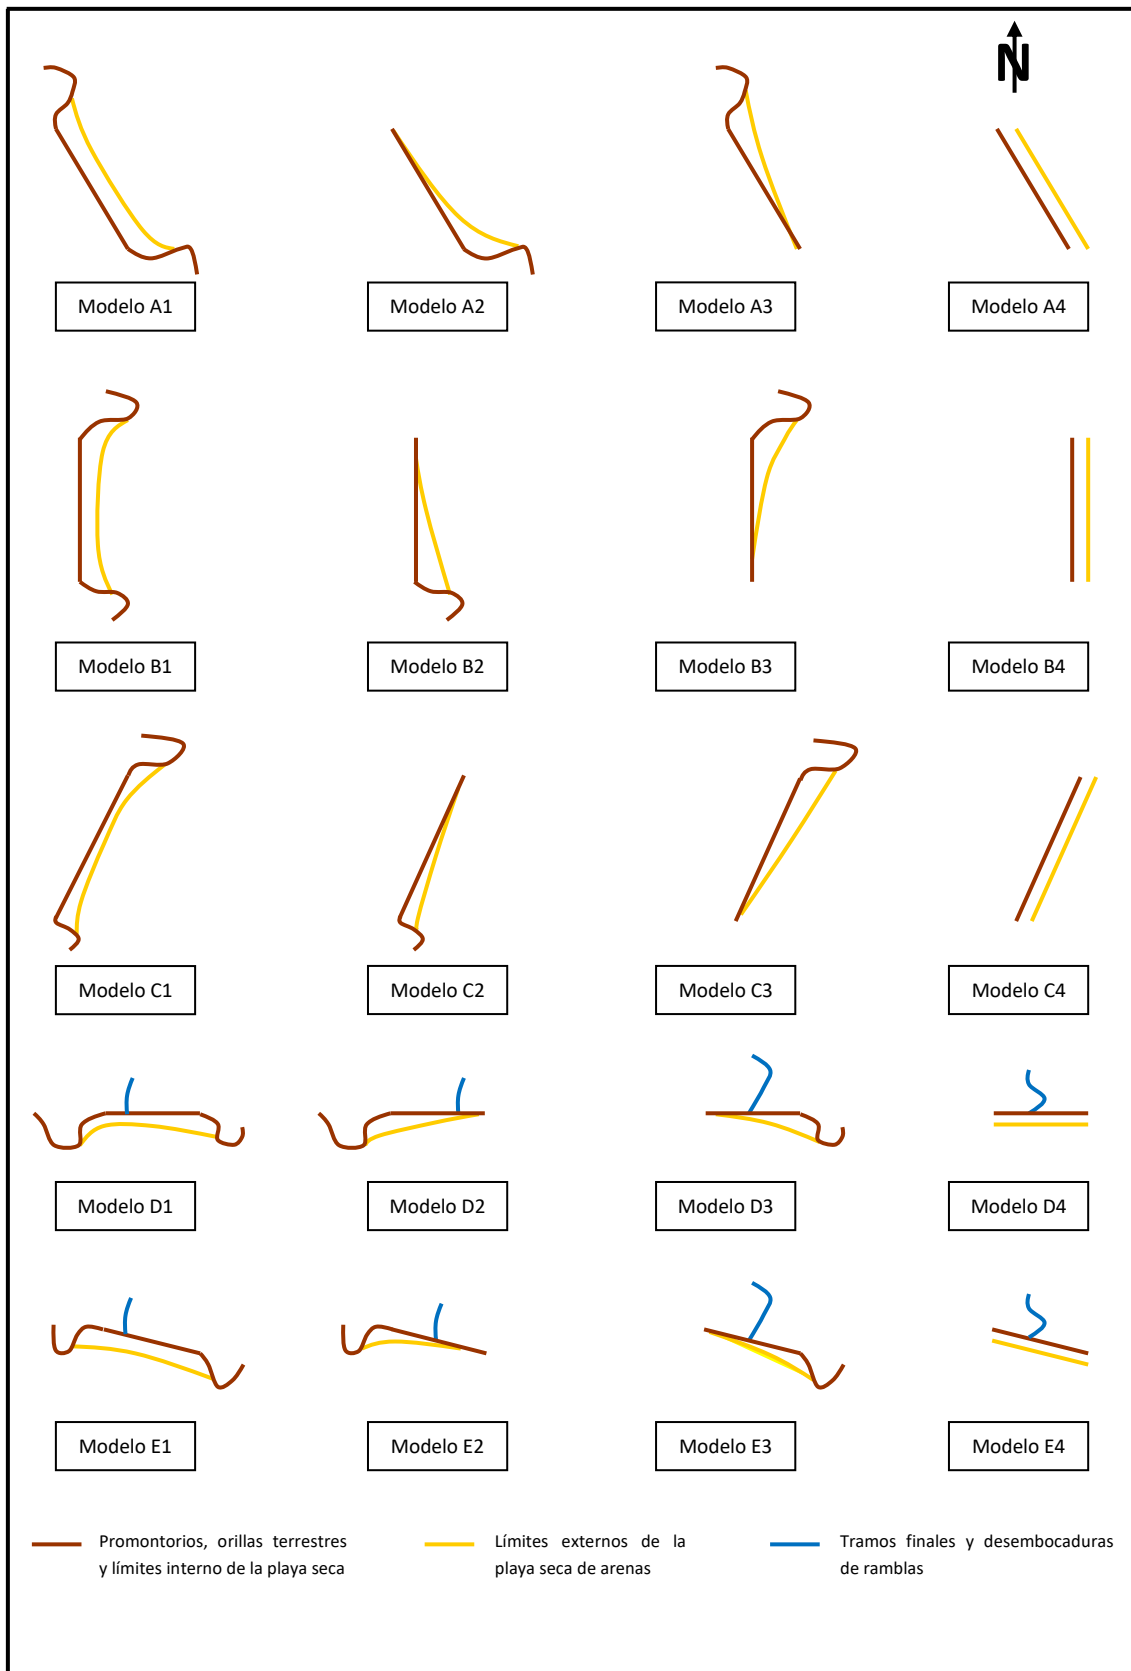 N
Modelo A1
Modelo A2
Modelo A3
Modelo A4
Modelo B1
Modelo B2
Modelo B3
Modelo B4
Modelo C1
Modelo C2
Modelo C3
Modelo C4
Modelo D1
Modelo D2
Modelo D3
Modelo D4
Modelo E1
Modelo E2
Modelo E3
Modelo E4
Promontorios, orillas terrestres
y límites interno de la playa seca
Límites externos de la
playa seca de arenas
Tramos finales y desembocaduras
de ramblas